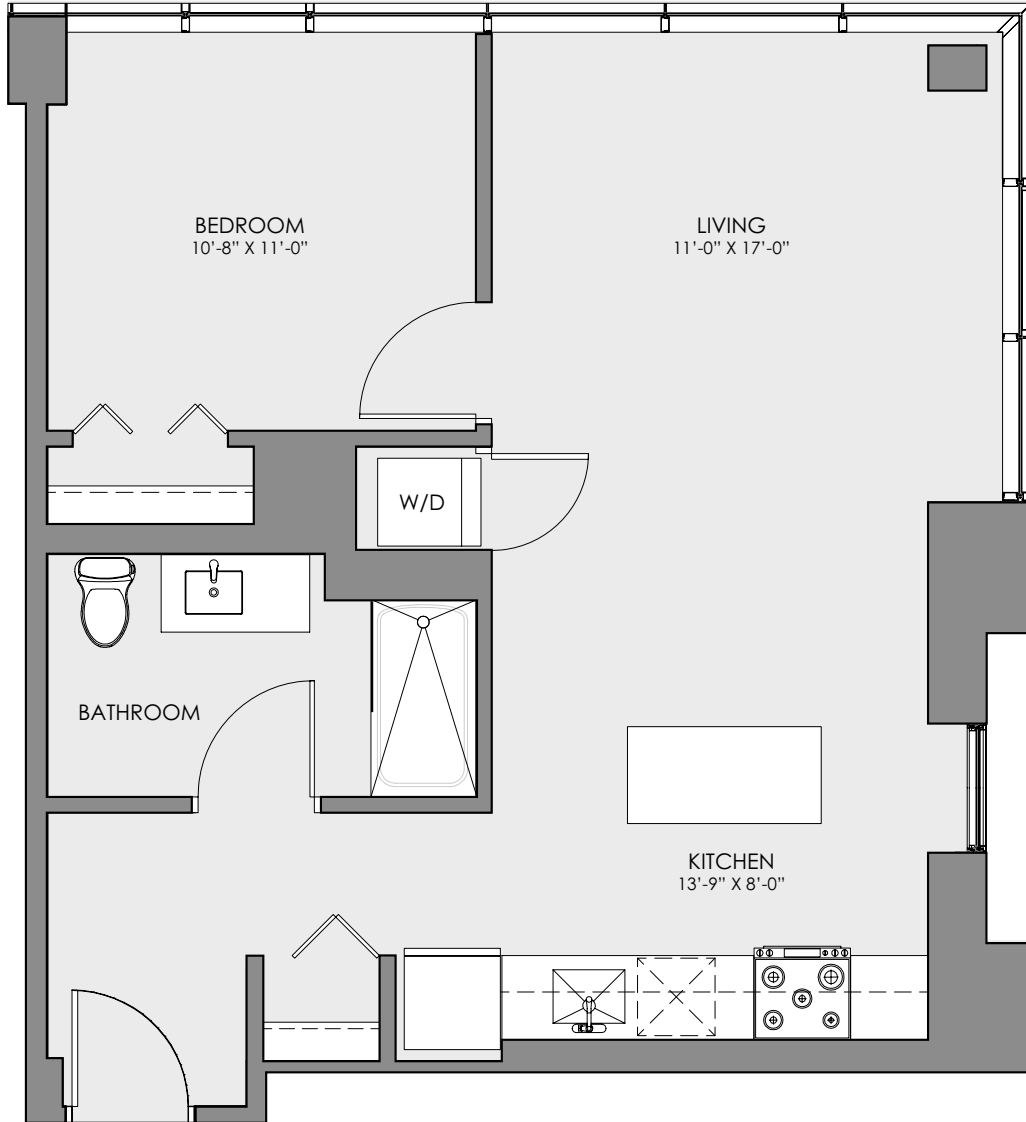 BEDROOM
10’-8” X 11’-0”
LIVING
11’-0” X 17’-0”
W/D
BATHROOM
KITCHEN
13’-9” X 8’-0”